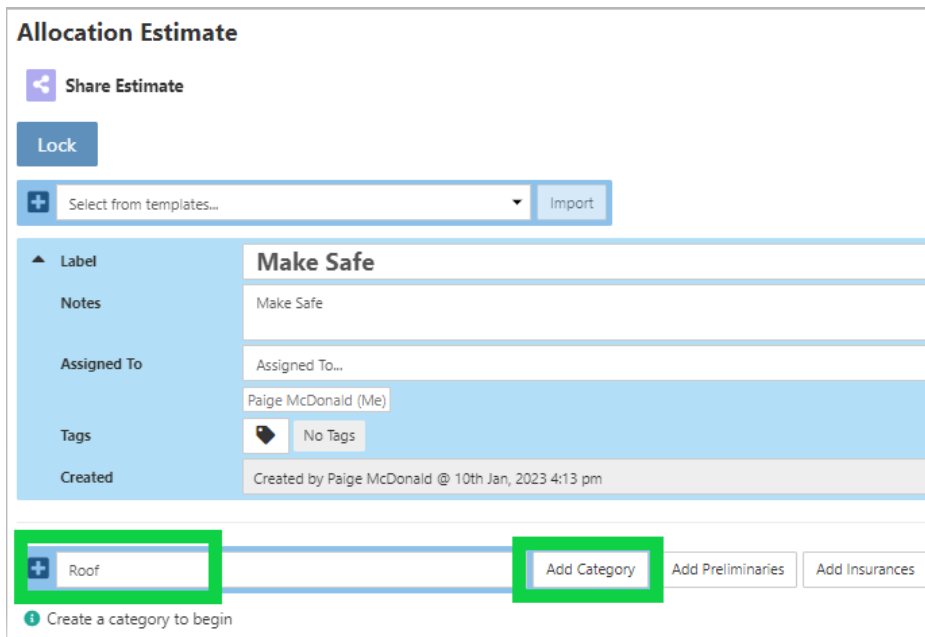 Allocation Estimate
Share Estimate
Lock
Select from templates... Import
Label Make Safe
Notes Make Safe
Assigned To Assigned To...
Paige McDonald (Me)
Tags No Tags
Created Created by Paige McDonald @ 10th Jan, 2023 4:13 pm
Roof Add Category Add Preliminaries Add Insurances
Create a category to begin